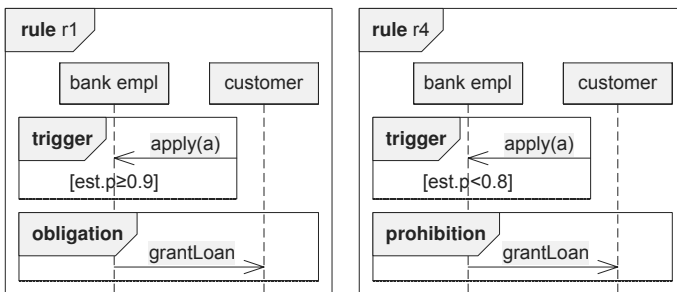 rule r1
bank empl
customer
trigger
apply(a)
[est.p≥0.9]
obligation
grantLoan
rule r4
bank empl
customer
trigger
apply(a)
[est.p<0.8]
prohibition
grantLoan